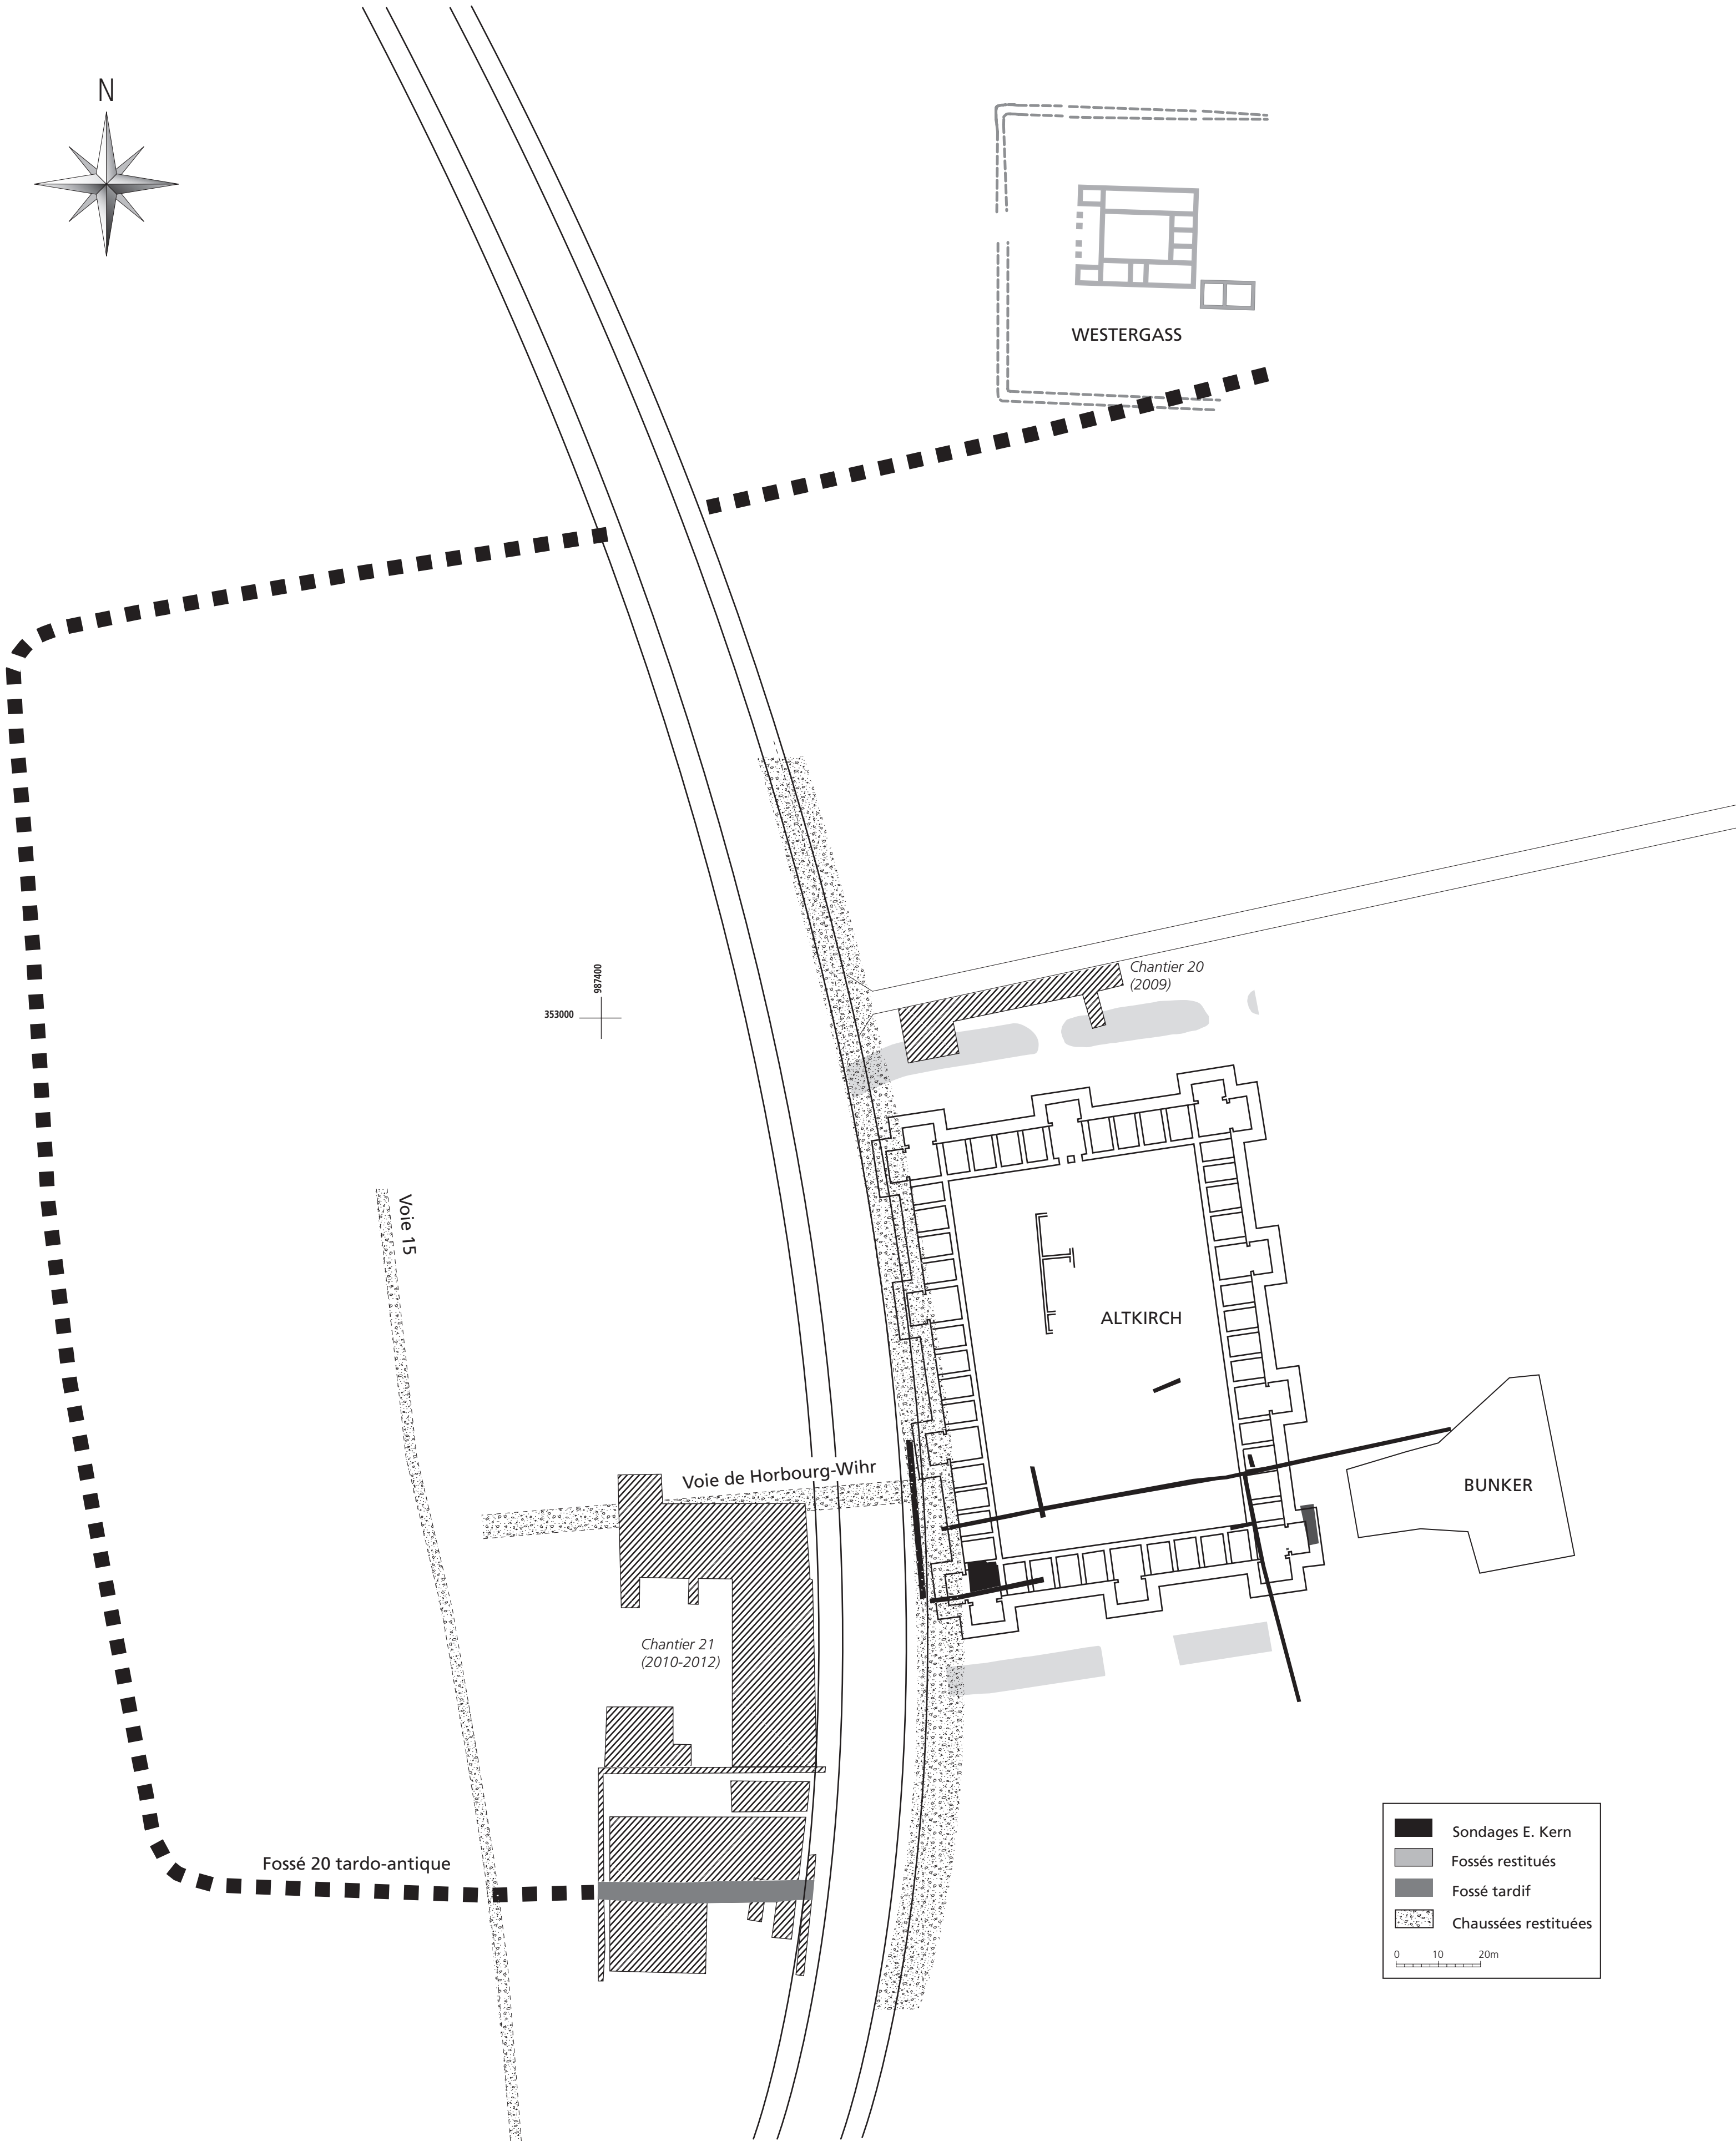 N
WESTERGASS
Chantier 20
(2009)
987400
353000
Voie 15
ALTKIRCH
Voie de Horbourg-Wihr
BUNKER
Chantier 21
(2010-2012)
Fossé 20 tardo-antique
Sondages E. Kern
Fossés restitués
Fossé tardif
Chaussées restituées
0 10 20m